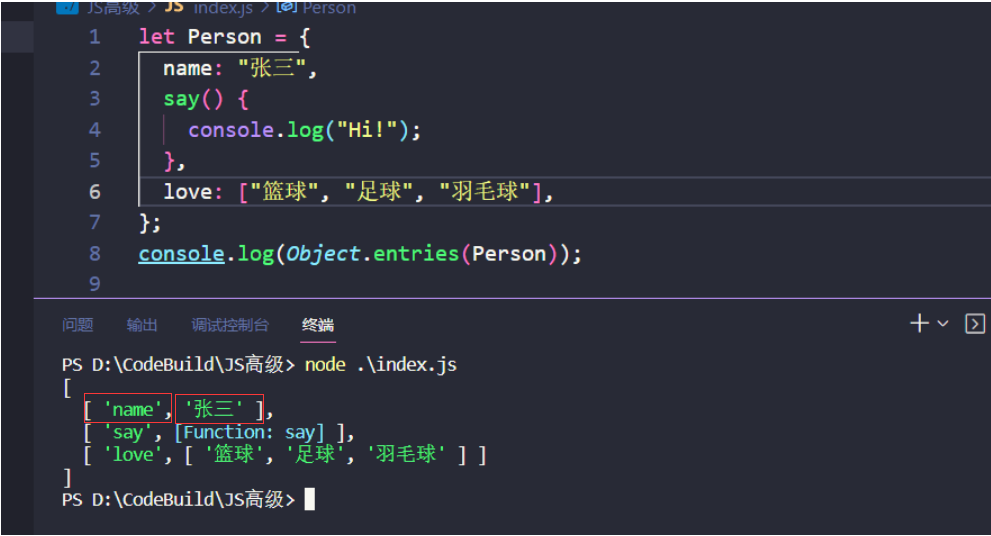 JS高级 > JS index.js > Person
1 let Person = {
2 name: "张三",
3 say() {
4 console.log("Hi!");
5 },
6 love: ["篮球", "足球", "羽毛球"],
7 };
8 console.log(Object.entries(Person));
9
问题 输出 调试控制台 终端
PS D:\CodeBuild\JS高级> node .\index.js
[
[ 'name', '张三' ],
[ 'say', [Function: say] ],
[ 'love', [ '篮球', '足球', '羽毛球' ] ]
]
PS D:\CodeBuild\JS高级>